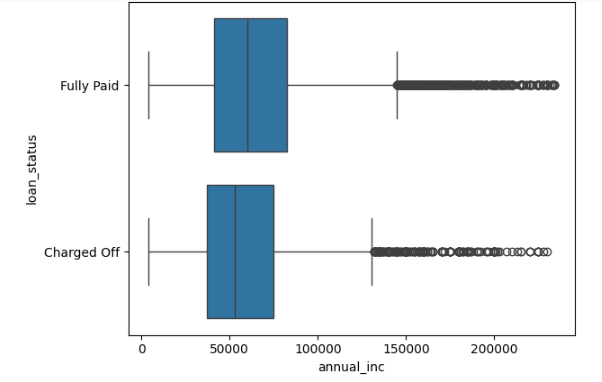 Fully Paid
loan_status
Charged Off
0 50000 100000 150000 200000
annual_inc